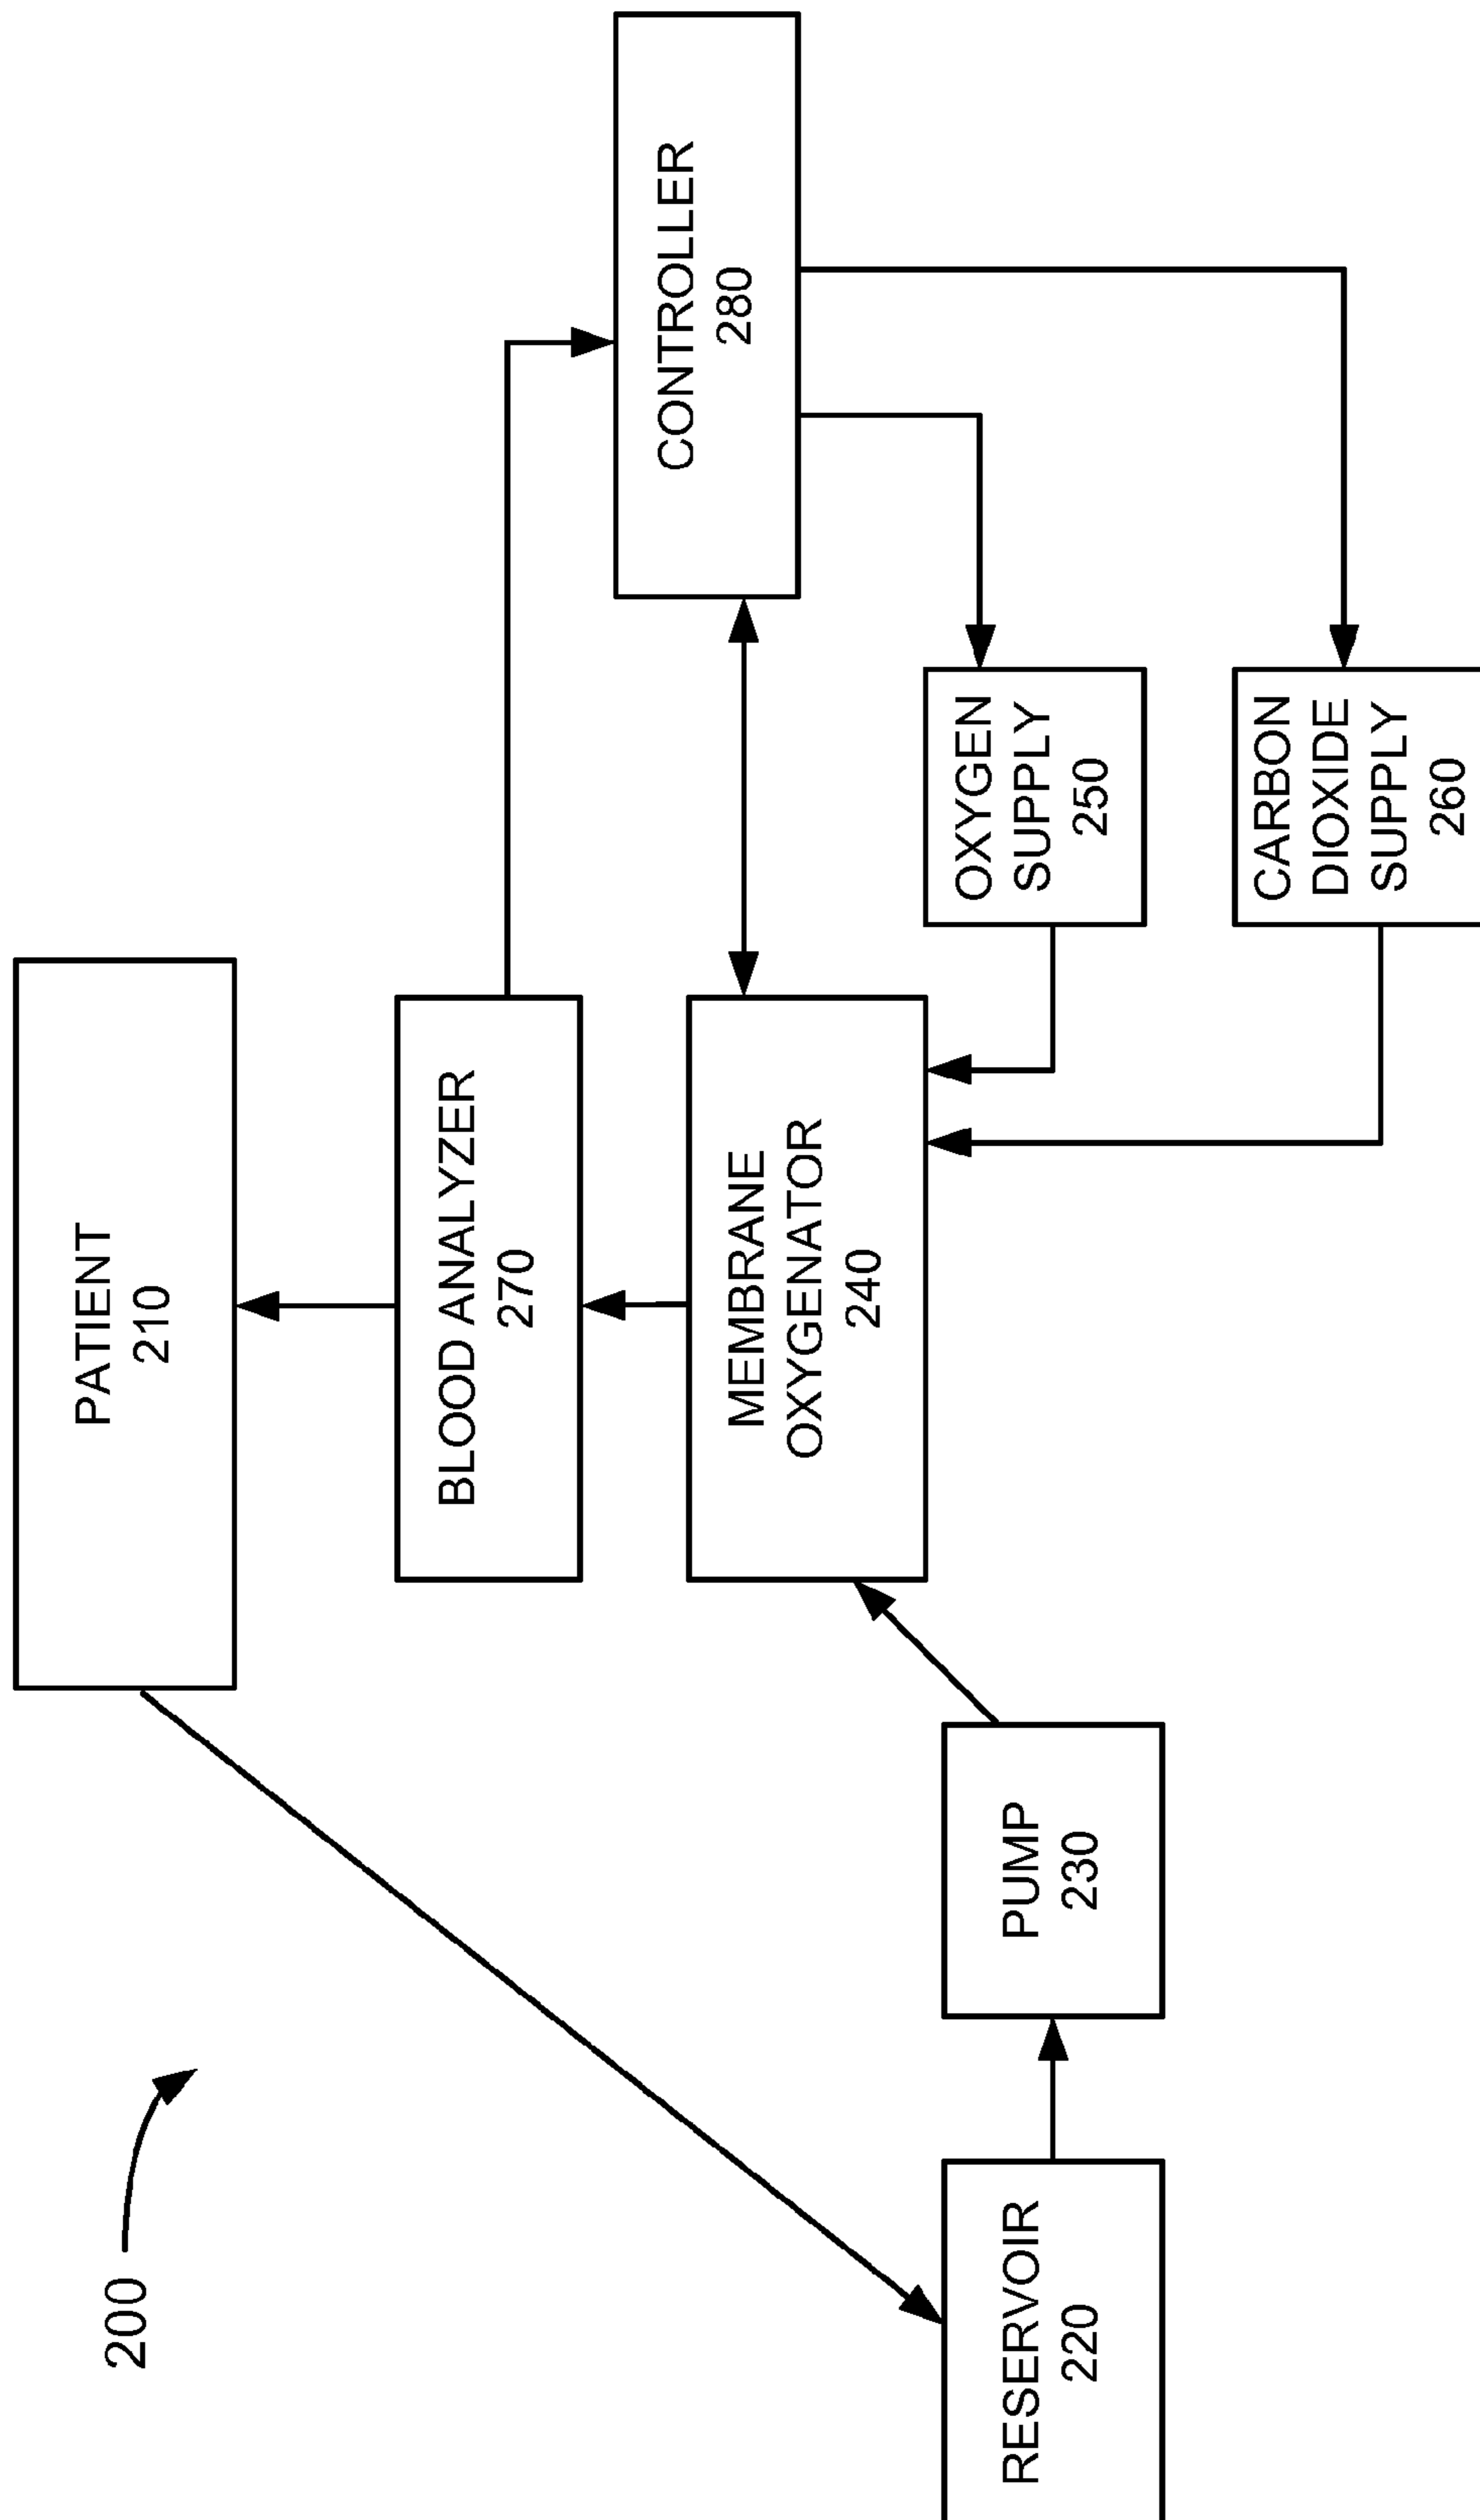 200
PATIENT
210
BLOOD ANALYZER
270
CONTROLLER
280
MEMBRANE
OXYGENATOR
240
RESERVOIR
220
PUMP
230
OXYGEN
SUPPLY
250
CARBON
DIOXIDE
SUPPLY
260